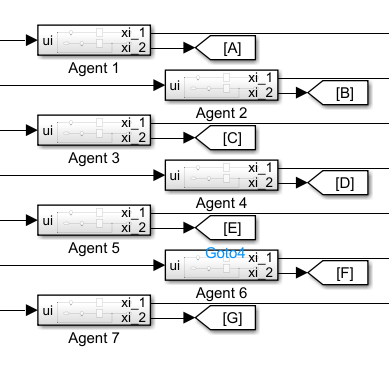 ui xi_1
xi_2 [A]
Agent 1
ui xi_1
xi_2 [B]
Agent 2
ui xi_1
xi_2 [C]
Agent 3
ui xi_1
xi_2 [D]
Agent 4
ui xi_1
xi_2 [E]
Agent 5
Goto4
ui xi_1
xi_2 [F]
Agent 6
ui xi_1
xi_2 [G]
Agent 7